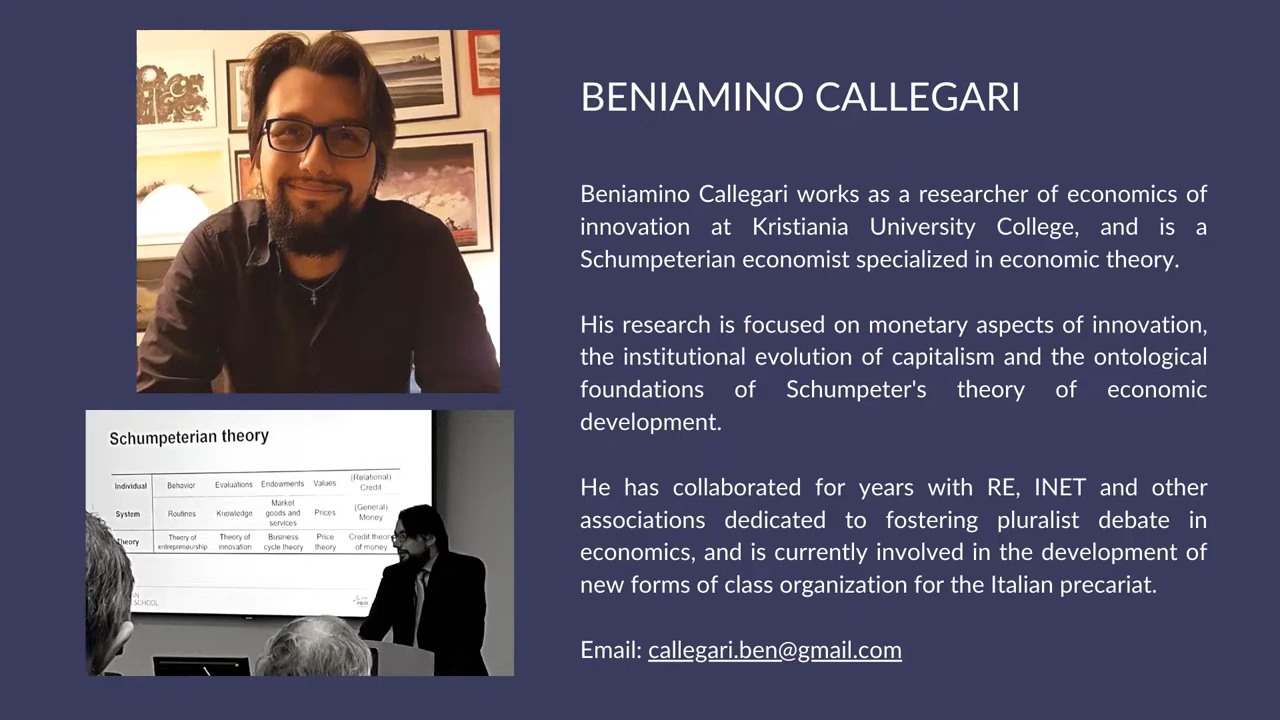 BENIAMINO CALLEGARI
Beniamino Callegari works as a researcher of economics of
innovation at Kristiania University College, and is a
Schumpeterian economist specialized in economic theory.
His research is focused on monetary aspects of innovation,
the institutional evolution of capitalism and the ontological
foundations of Schumpeter's theory of economic
development.
He has collaborated for years with RE, INET and other
associations dedicated to fostering pluralist debate in
economics, and is currently involved in the development of
new forms of class organization for the Italian precariat.
Email: callegari.ben@gmail.com
Schumpeterian theory
Individual Behavior Evaluations Endowments Values (Relational) Credit
System Routines Knowledge Market goods and services Prices (General) Money
Theory of entrepreneurship Theory of innovation Business cycle theory Price theory Credit theory of money
SCHOOL